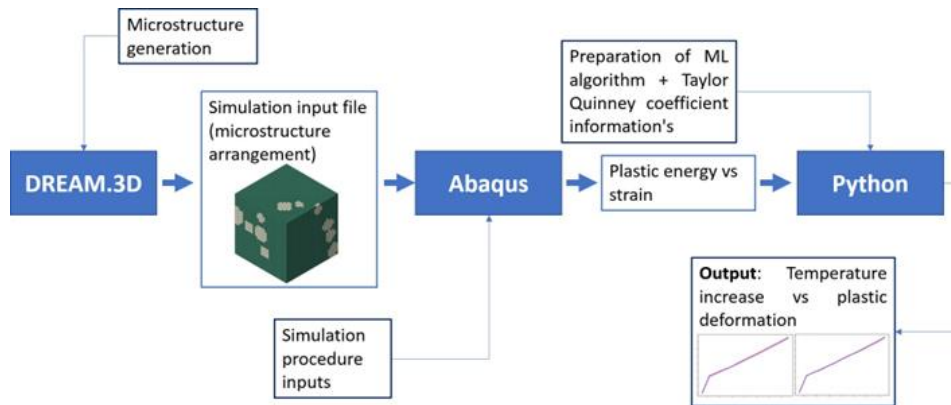 Microstructure
generation
Preparation of ML
algorithm + Taylor
Quinney coefficient
information's
Simulation input file
(microstructure
arrangement)
DREAM.3D
Abaqus
Plastic energy vs
strain
Python
Simulation
procedure
inputs
Output: Temperature
increase vs plastic
deformation